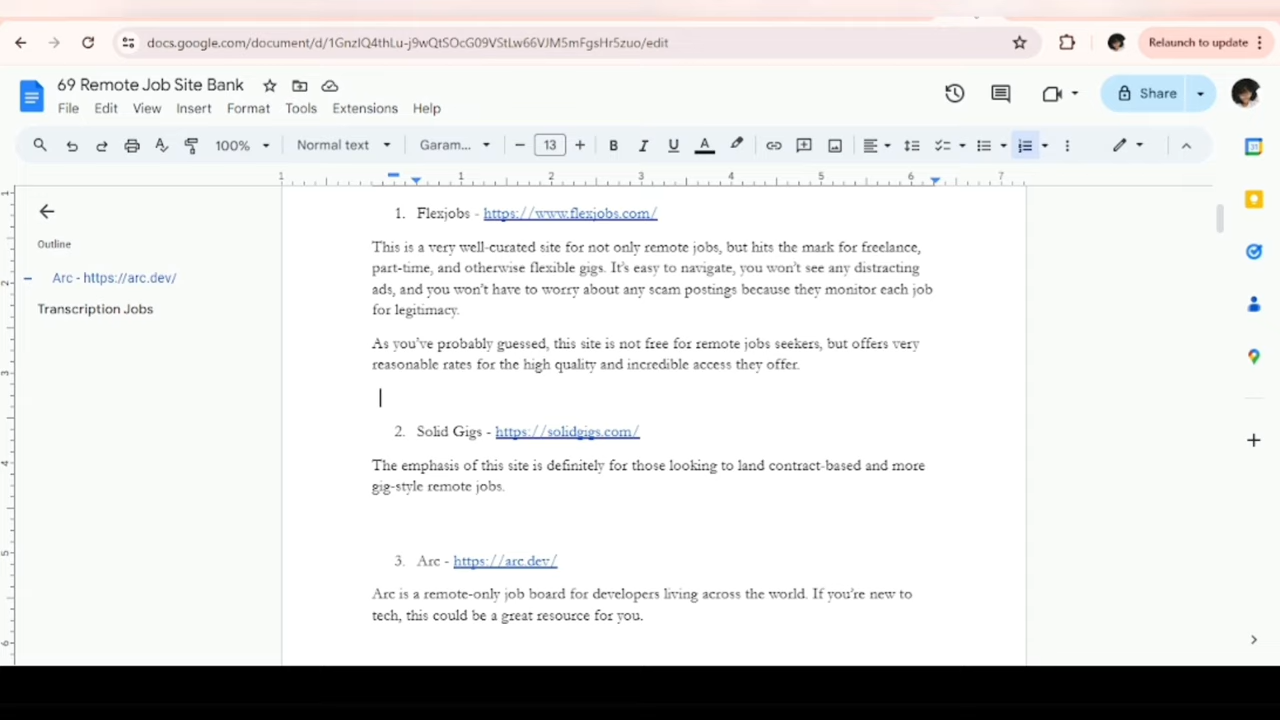 docs.google.com/document/d/1GnzIQ4thLu-j9wQtSOcG09VStLw66VJM5mFgsHr5zuo/edit
Relaunch to update
69 Remote Job Site Bank
File Edit View Insert Format Tools Extensions Help
Share
100% Normal text Garam... 13
1 1 2 3 4 5 6 7
Outline
Arc - https://arc.dev/
Transcription Jobs
1. Flexjobs - https://www.flexjobs.com/
This is a very well-curated site for not only remote jobs, but hits the mark for freelance,
part-time, and otherwise flexible gigs. It's easy to navigate, you won't see any distracting
ads, and you won't have to worry about any scam postings because they monitor each job
for legitimacy.
As you've probably guessed, this site is not free for remote jobs seekers, but offers very
reasonable rates for the high quality and incredible access they offer.
2. Solid Gigs - https://solidgigs.com/
The emphasis of this site is definitely for those looking to land contract-based and more
gig-style remote jobs.
3. Arc - https://arc.dev/
Arc is a remote-only job board for developers living across the world. If you're new to
tech, this could be a great resource for you.